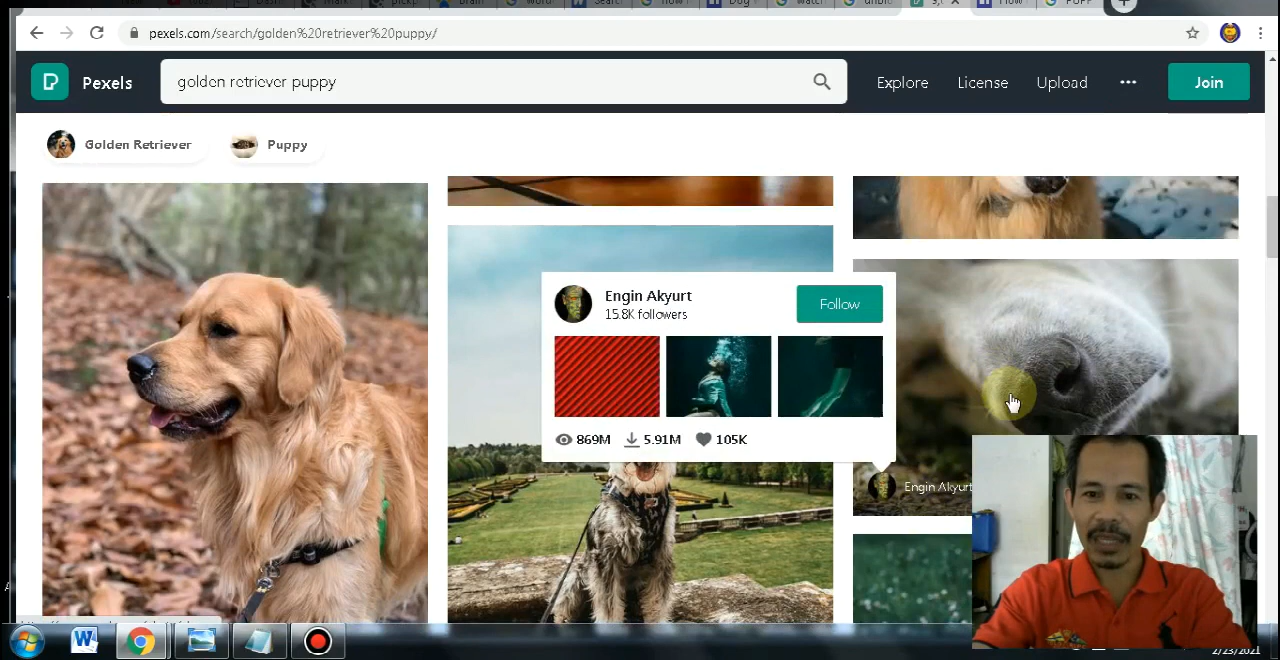 pexels.com/search/golden%20retriever%20puppy/
Pexels
golden retriever puppy
Explore
License
Upload
Join
Golden Retriever
Puppy
Engin Akyurt
15.8K followers
Follow
869M
5.91M
105K
Engin Akyurt
2/23/2021